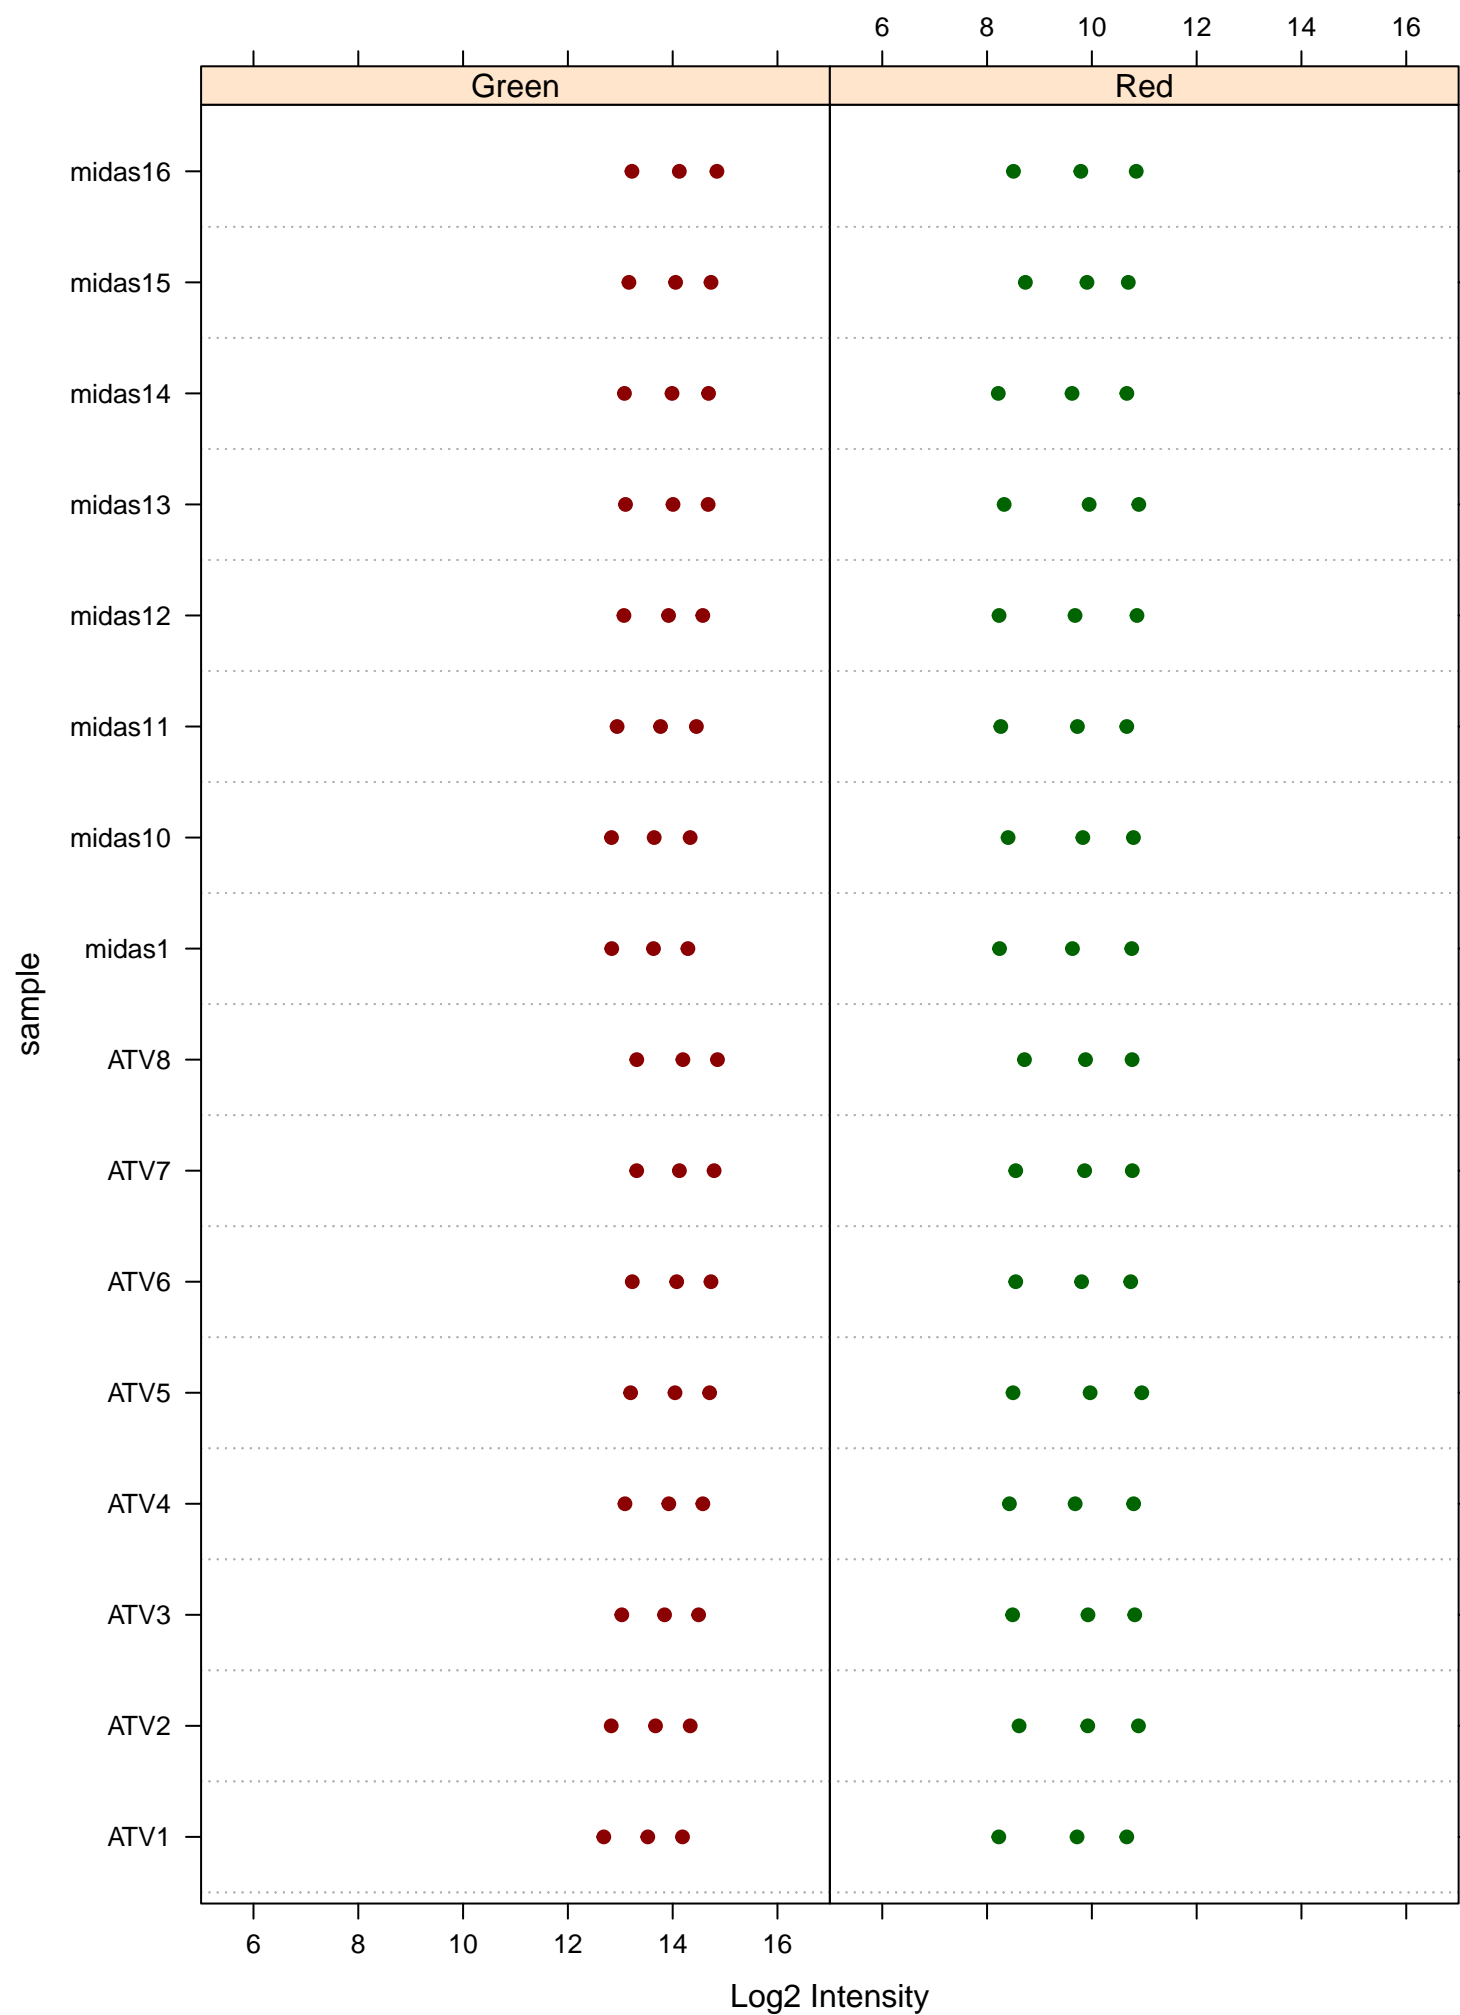 6 8 10 12 14 16
Green Red
midas16
midas15
midas14
midas13
midas12
midas11
midas10
midas1
ATV8
ATV7
ATV6
ATV5
ATV4
ATV3
ATV2
ATV1
sample
6 8 10 12 14 16
Log2 Intensity